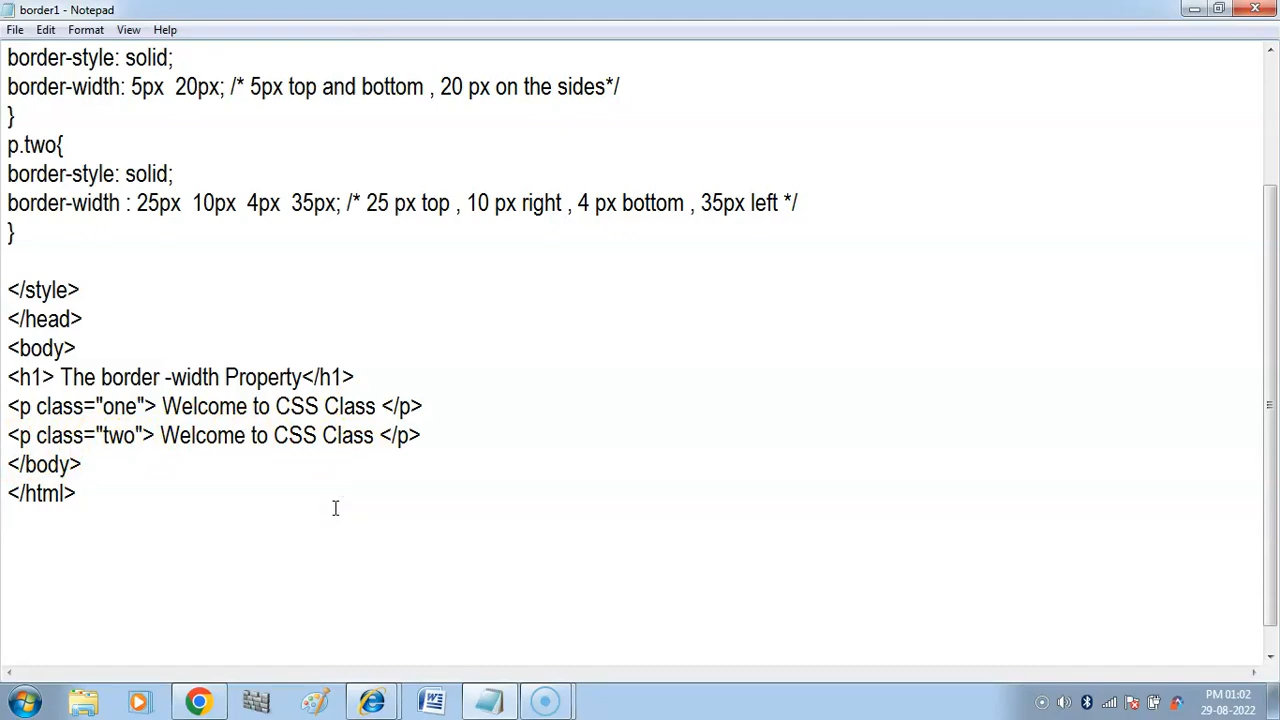 border1 - Notepad
File Edit Format View Help
border-style: solid;
border-width: 5px  20px; /* 5px top and bottom , 20 px on the sides*/
}
p.two{
border-style: solid;
border-width : 25px  10px  4px  35px; /* 25 px top , 10 px right , 4 px bottom , 35px left */
}
</style>
</head>
<body>
<h1> The border -width Property</h1>
<p class="one"> Welcome to CSS Class </p>
<p class="two"> Welcome to CSS Class </p>
</body>
</html>
PM 01:02
29-08-2022